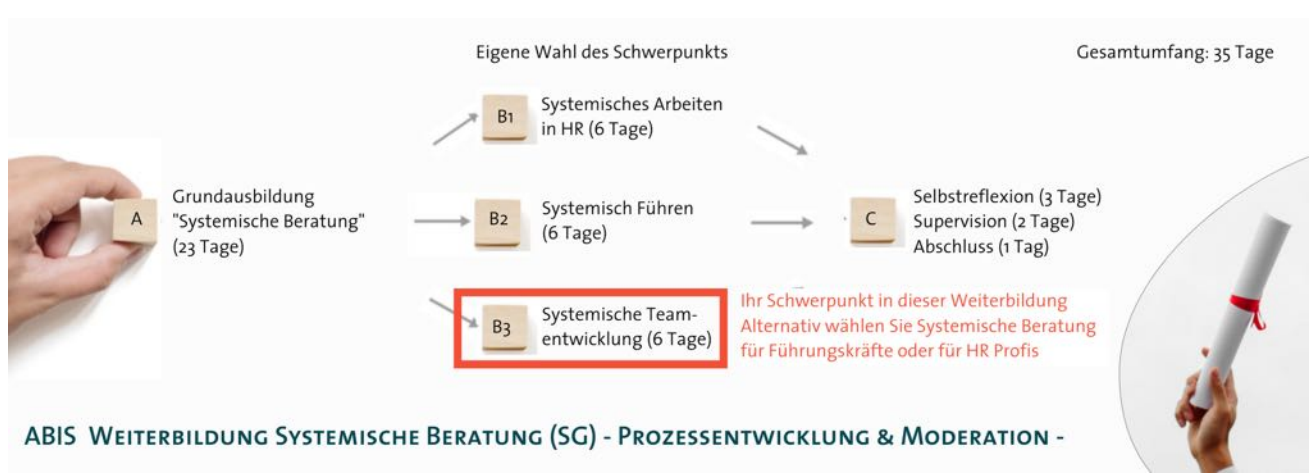 Eigene Wahl des Schwerpunkts
Gesamtumfang: 35 Tage
B1
Systemisches Arbeiten
in HR (6 Tage)
A
Grundausbildung
"Systemische Beratung"
(23 Tage)
B2
Systemisch Führen
(6 Tage)
C
Selbstreflexion (3 Tage)
Supervision (2 Tage)
Abschluss (1 Tag)
B3
Systemische Team-
entwicklung (6 Tage)
Ihr Schwerpunkt in dieser Weiterbildung
Alternativ wählen Sie Systemische Beratung
für Führungskräfte oder für HR Profis
ABIS WEITERBILDUNG SYSTEMISCHE BERATUNG (SG) - PROZESSENTWICKLUNG & MODERATION -